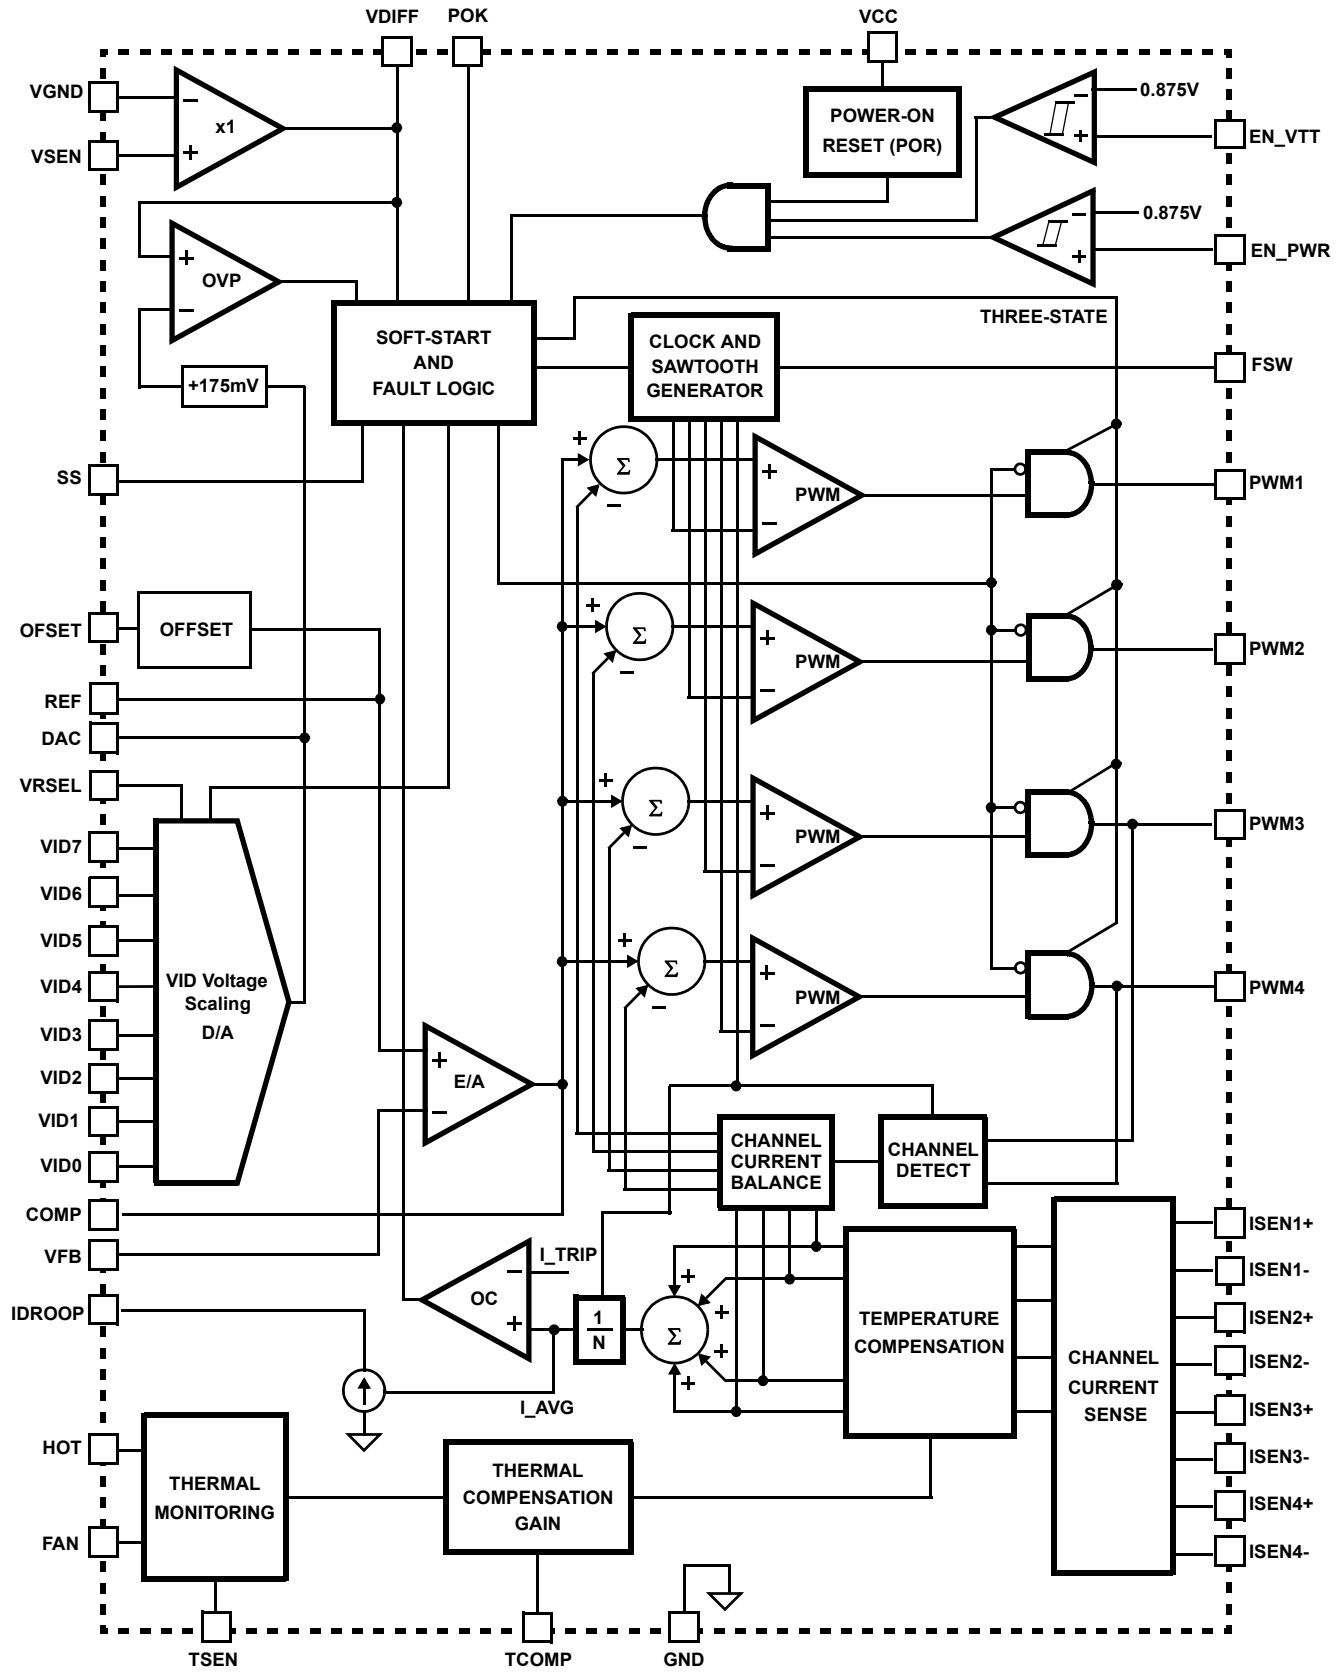 VDIFF
POK
VCC
VGND
−
x1
VSEN
+
POWER-ON
RESET (POR)
−
0.875V
+
EN_VTT
−
0.875V
+
EN_PWR
+
OVP
−
+175mV
SOFT-START
AND
FAULT LOGIC
CLOCK AND
SAWTOOTH
GENERATOR
THREE-STATE
FSW
SS
+
Σ
−
+
PWM
−
PWM1
OFSET
OFFSET
+
Σ
−
+
PWM
−
PWM2
REF
DAC
VRSEL
+
Σ
−
+
PWM
−
PWM3
VID7
VID6
VID5
VID4
VID3
VID2
VID1
VID0
VID Voltage
Scaling
D/A
+
Σ
−
+
PWM
−
PWM4
+
E/A
−
CHANNEL
CURRENT
BALANCE
CHANNEL
DETECT
COMP
VFB
IDROOP
I_TRIP
−
OC
+
1
N
Σ
+
+
+
+
I_AVG
TEMPERATURE
COMPENSATION
CHANNEL
CURRENT
SENSE
ISEN1+
ISEN1-
ISEN2+
ISEN2-
ISEN3+
ISEN3-
ISEN4+
ISEN4-
HOT
FAN
THERMAL
MONITORING
THERMAL
COMPENSATION
GAIN
TSEN
TCOMP
GND